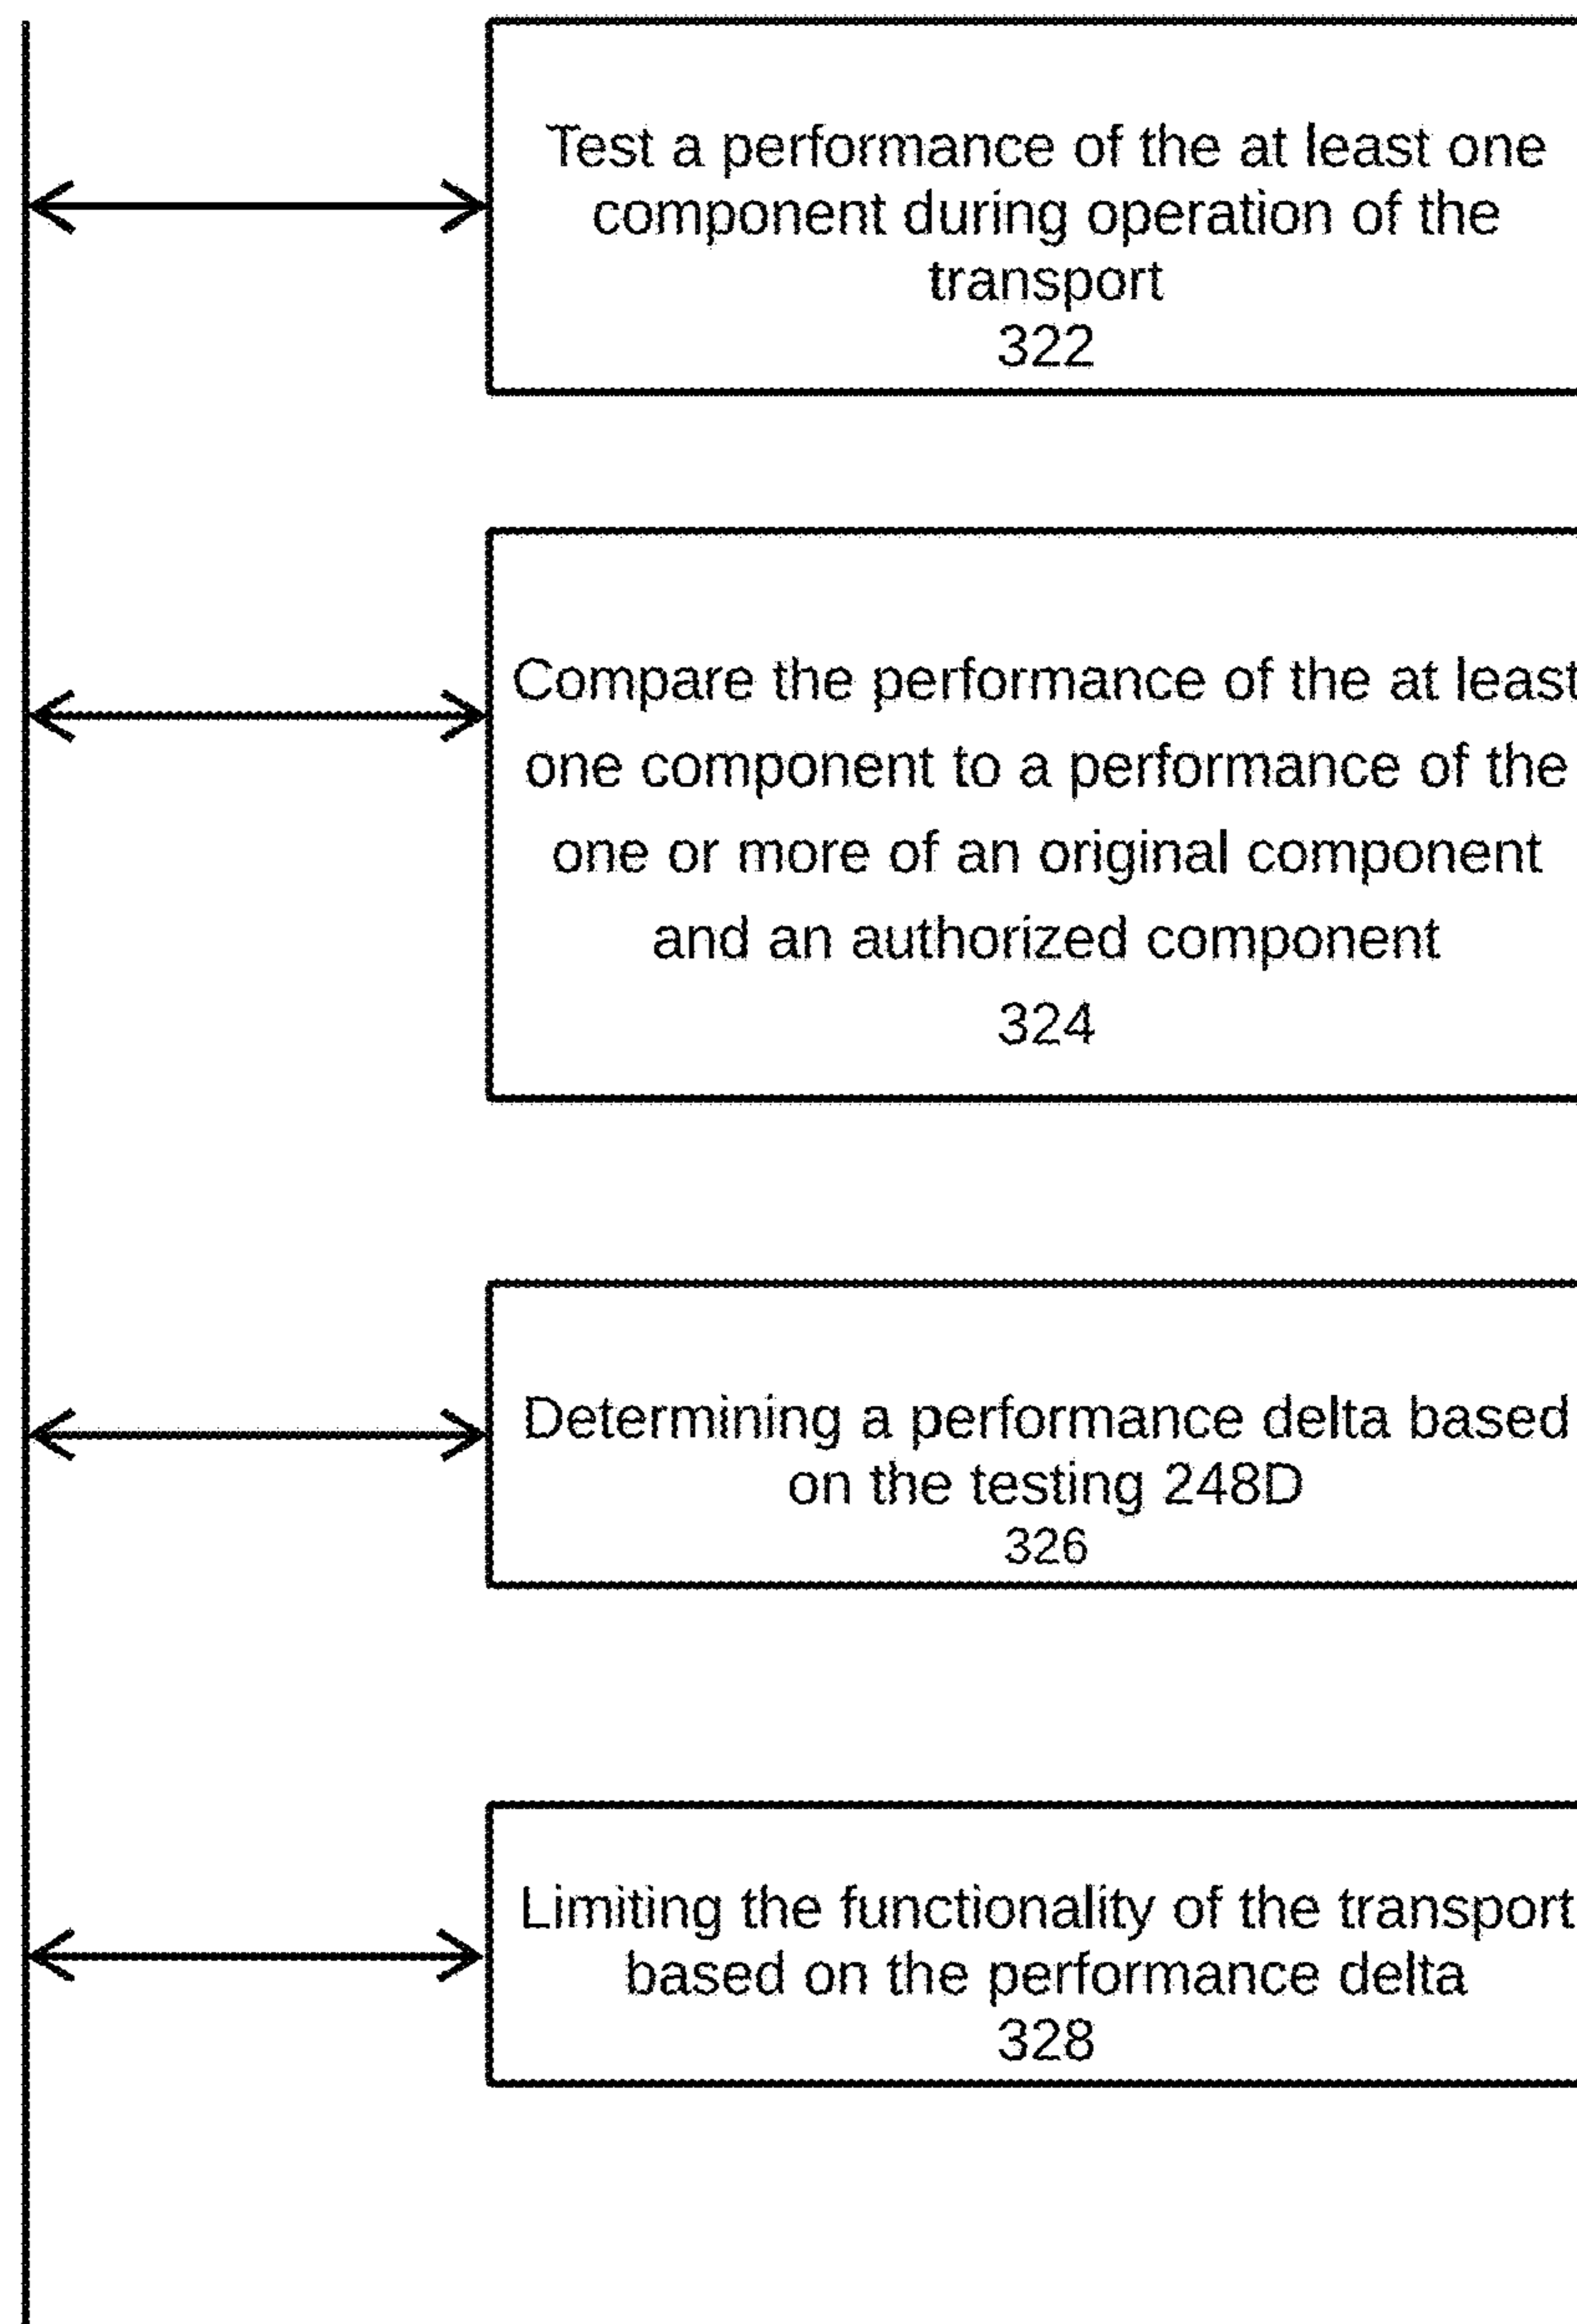 Test a performance of the at least one
component during operation of the
transport
322
Compare the performance of the at least
one component to a performance of the
one or more of an original component
and an authorized component
324
Determining a performance delta based
on the testing 248D
326
Limiting the functionality of the transport
based on the performance delta
328